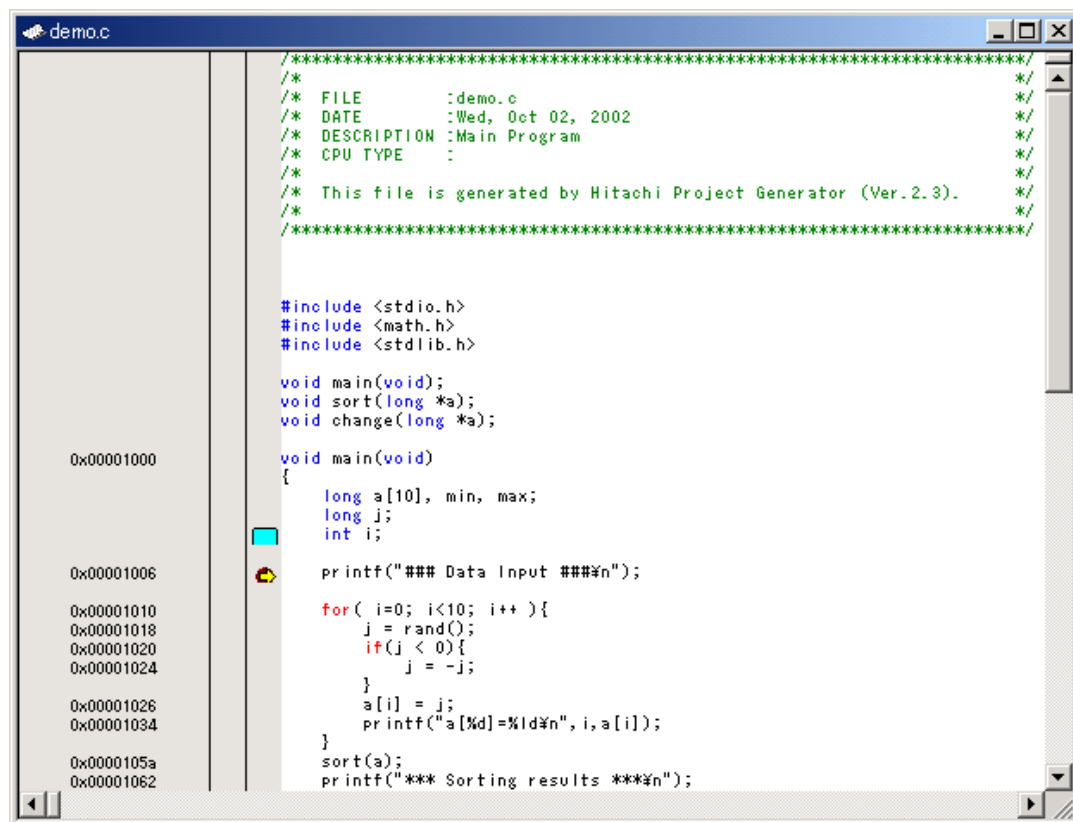 demo.c
/***********************************************************************/
/*                                                                     */
/*  FILE        :demo.c                                                */
/*  DATE        :Wed, Oct 02, 2002                                     */
/*  DESCRIPTION :Main Program                                          */
/*  CPU TYPE    :                                                      */
/*                                                                     */
/*  This file is generated by Hitachi Project Generator (Ver.2.3).     */
/*                                                                     */
/***********************************************************************/
#include <stdio.h>
#include <math.h>
#include <stdlib.h>
void main(void);
void sort(long *a);
void change(long *a);
0x00001000 void main(void)
{
long a[10], min, max;
long j;
int i;
0x00001006 printf("### Data Input ###¥n");
0x00001010 for( i=0; i<10; i++ ){
0x00001018 j = rand();
0x00001020 if(j < 0){
0x00001024 j = -j;
}
0x00001026 a[i] = j;
0x00001034 printf("a[%d]=%ld¥n",i,a[i]);
}
0x0000105a sort(a);
0x00001062 printf("*** Sorting results ***¥n");